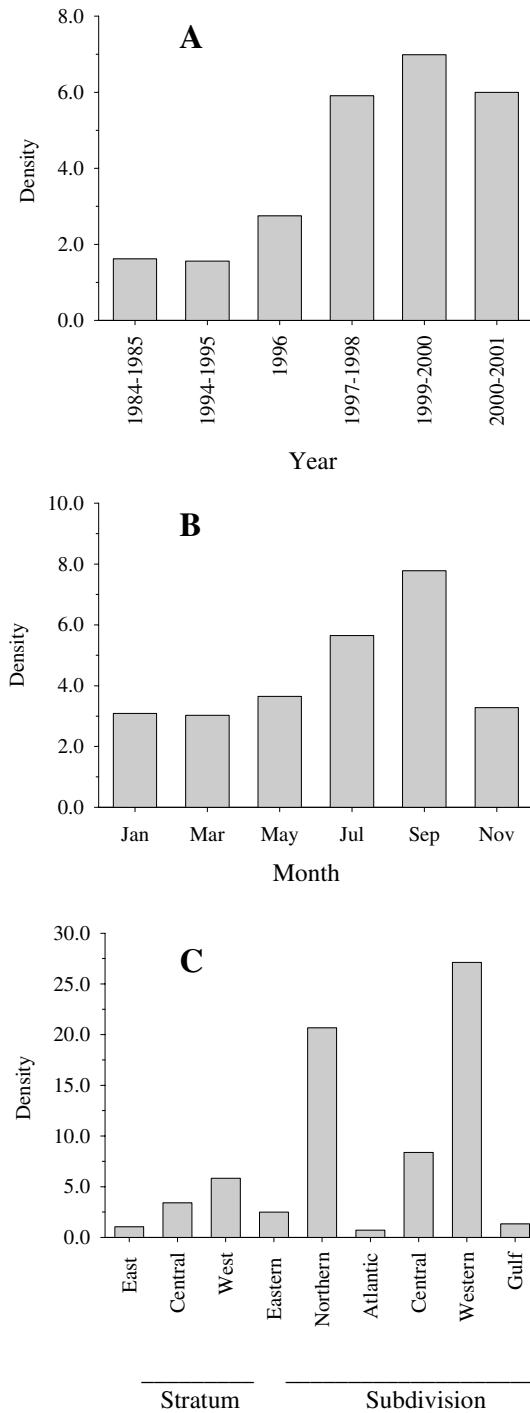 A
8.0
6.0
4.0
2.0
0.0
Density
1984-1985
1994-1995
1996
1997-1998
1999-2000
2000-2001
Year
B
10.0
8.0
6.0
4.0
2.0
0.0
Density
Jan Mar May Jul Sep Nov
Month
C
30.0
25.0
20.0
15.0
10.0
5.0
0.0
Density
East
Central
West
Eastern
Northern
Atlantic
Central
Western
Gulf
Stratum Subdivision